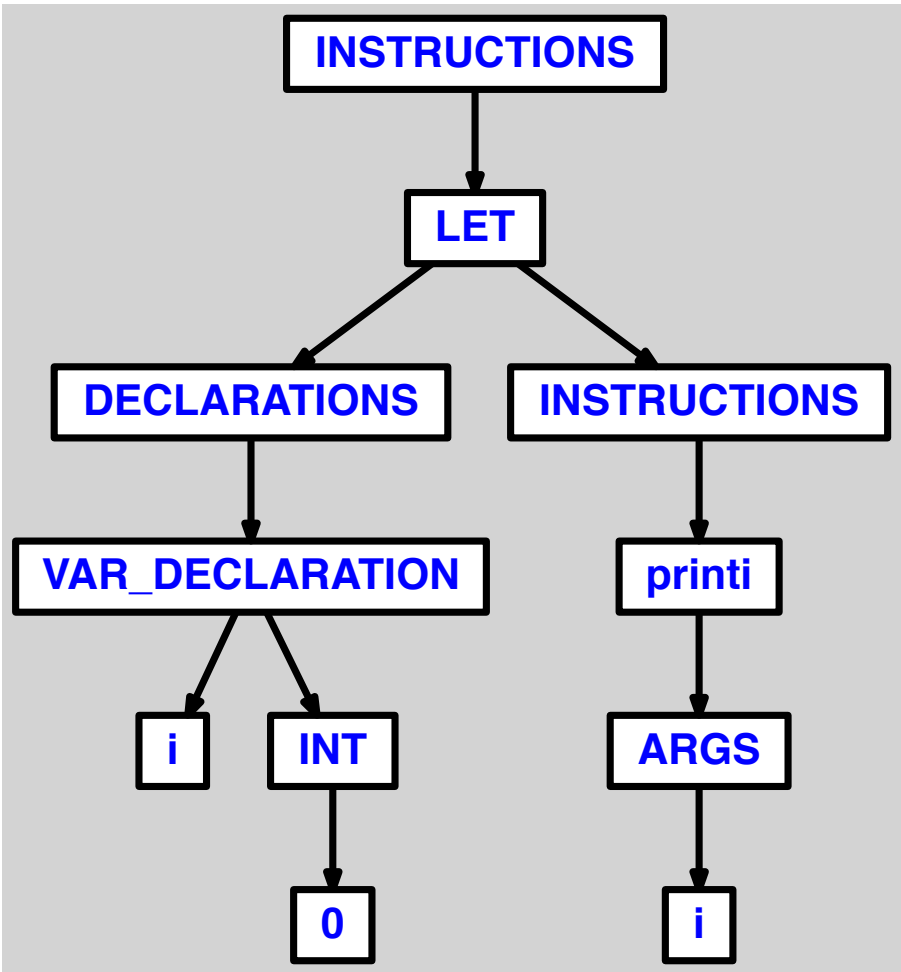 INSTRUCTIONS
LET
DECLARATIONS
INSTRUCTIONS
VAR_DECLARATION
printi
i
INT
ARGS
0
i